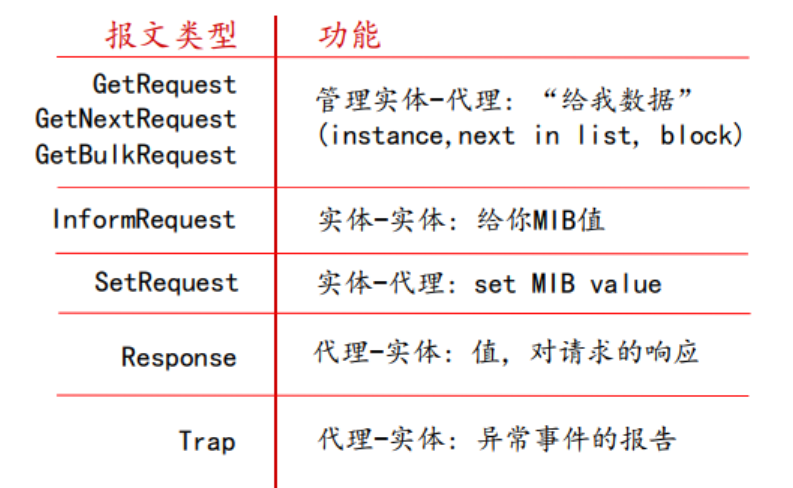 报文类型 功能
GetRequest
GetNextRequest
GetBulkRequest
管理实体-代理：“给我数据”
(instance,next in list, block)
InformRequest 实体-实体：给你MIB值
SetRequest 实体-代理：set MIB value
Response 代理-实体：值，对请求的响应
Trap 代理-实体：异常事件的报告